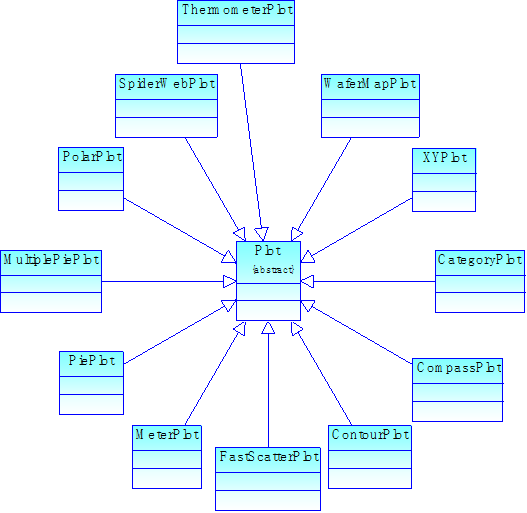 ThermometerPlot
SpiderWebPlot
WaferMapPlot
PolarPlot
XYPlot
Plot
{abstract}
MultiplePiePlot
CategoryPlot
PiePlot
CompassPlot
MeterPlot
ContourPlot
FastScatterPlot